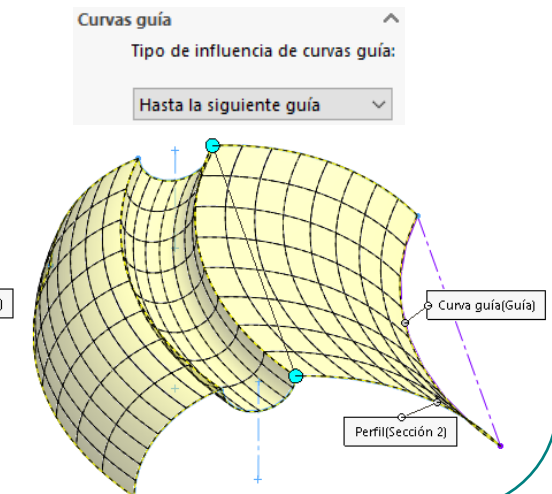 Curvas guía
Tipo de influencia de curvas guía:
Hasta la siguiente guía
)
Curva guía(Guía)
Perfil(Sección 2)